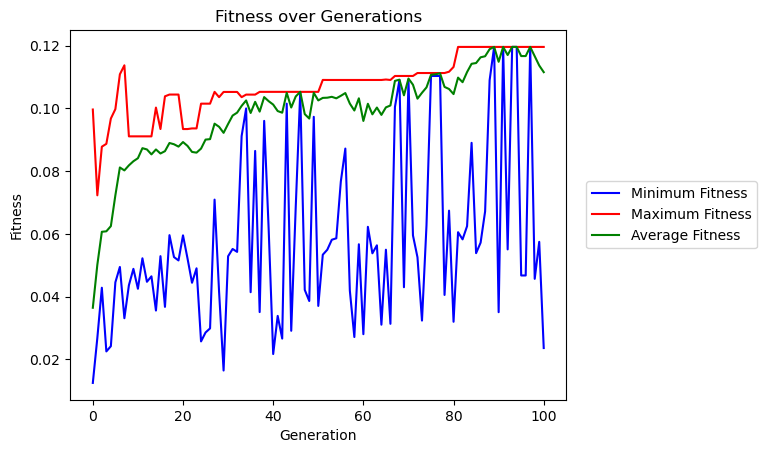 Fitness over Generations
Fitness
0.12
0.10
0.08
0.06
0.04
0.02
0
20
40
60
80
100
Generation
Minimum Fitness
Maximum Fitness
Average Fitness